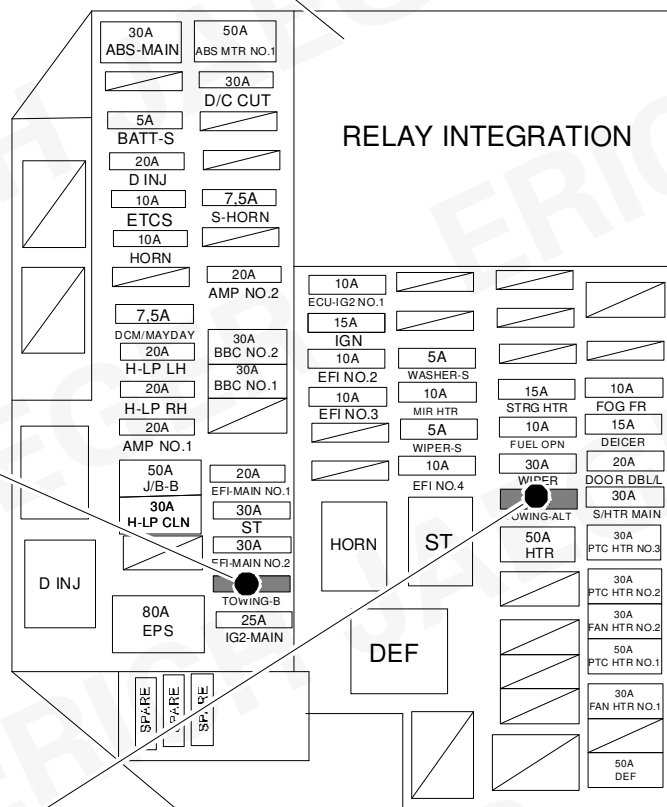 30A
ABS-MAIN
50A
ABS MTR NO.1
30A
D/C CUT
5A
BATT-S
20A
D INJ
10A
ETCS
7,5A
S-HORN
10A
HORN
20A
AMP NO.2
7,5A
DCM/MAYDAY
20A
H-LP LH
30A
BBC NO.2
30A
BBC NO.1
20A
H-LP RH
20A
AMP NO.1
50A
J/B-B
20A
EFI-MAIN NO.1
30A
H-LP CLN
30A
ST
30A
EFI-MAIN NO.2
TOWING-B
D INJ
80A
EPS
25A
IG2-MAIN
SPARE
SPARE
SPARE
RELAY INTEGRATION
10A
ECU-IG2 NO.1
15A
IGN
10A
EFI NO.2
5A
WASHER-S
10A
EFI NO.3
10A
MIR HTR
15A
STRG HTR
10A
FOG FR
5A
WIPER-S
10A
FUEL OPN
15A
DEICER
10A
EFI NO.4
30A
WIPER
20A
DOOR DBL/L
TOWING-ALT
30A
S/HTR MAIN
HORN
ST
50A
HTR
30A
PTC HTR NO.3
30A
PTC HTR NO.2
30A
FAN HTR NO.2
50A
PTC HTR NO.1
DEF
30A
FAN HTR NO.1
50A
DEF
ERICH JAEGER
ERICH JAEGER
ERICH JAEGER